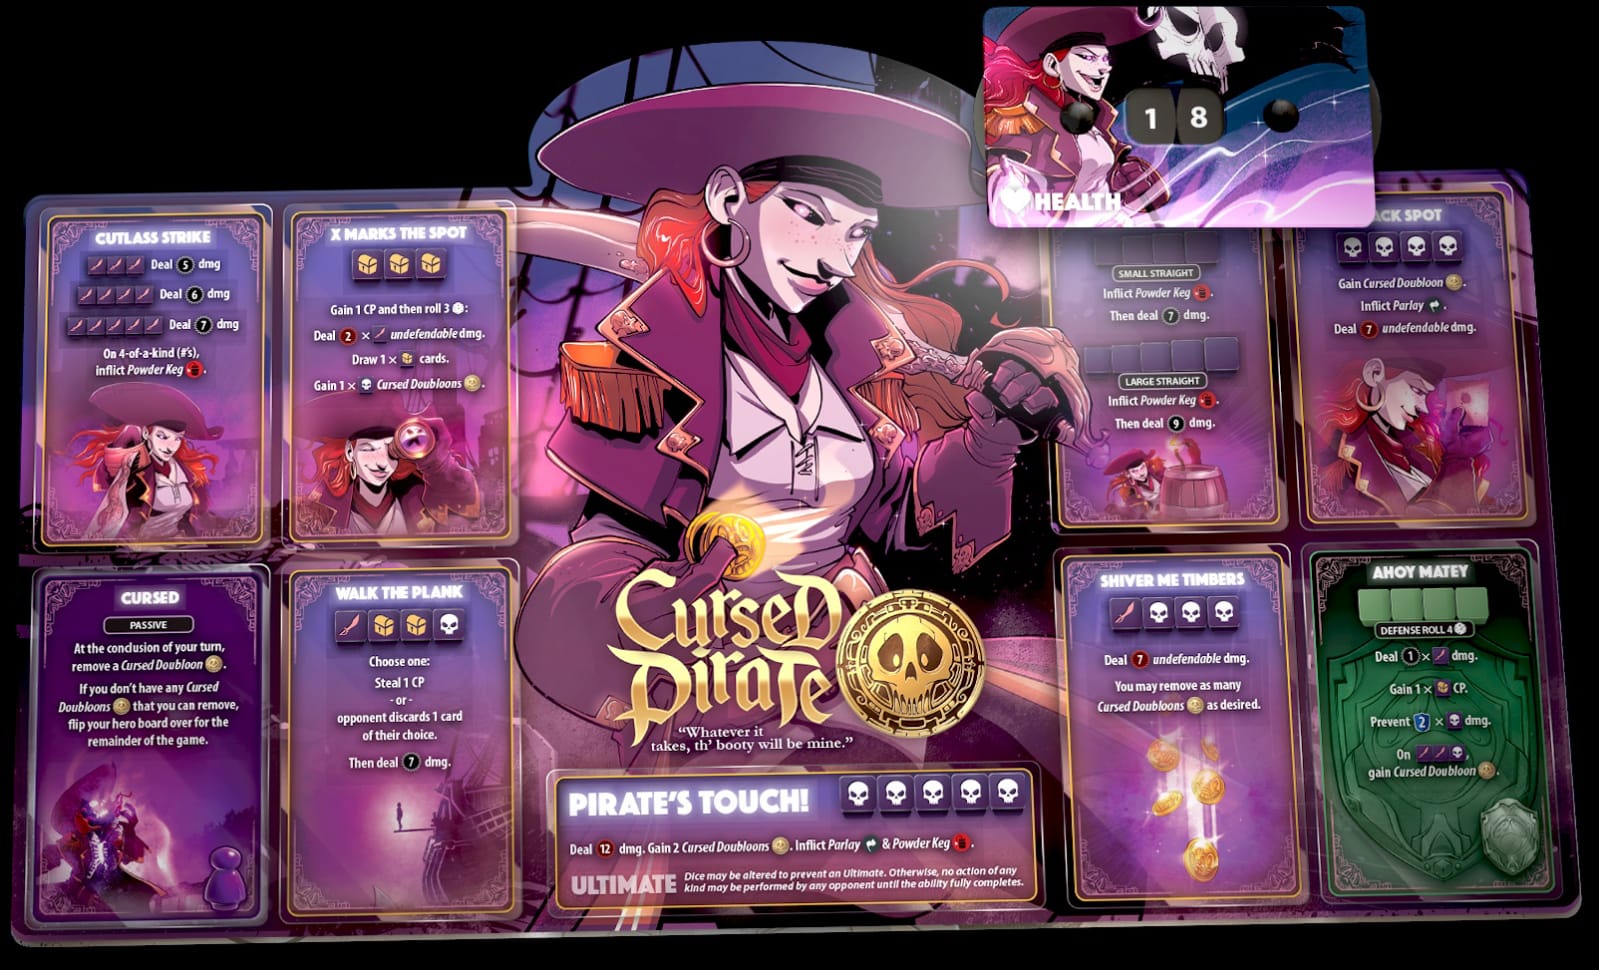 1 8
HEALTH
CUTLASS STRIKE
Deal 5 dmg
Deal 6 dmg
Deal 7 dmg
On 4-of-a-kind (#'s),
inflict Powder Keg.
X MARKS THE SPOT
Gain 1 CP and then roll 3:
Deal 2 × undefendable dmg.
Draw 1 × cards.
Gain 1 × Cursed Doubloons.
SMALL STRAIGHT
Inflict Powder Keg.
Then deal 7 dmg.
LARGE STRAIGHT
Inflict Powder Keg.
Then deal 9 dmg.
ACK SPOT
Gain Cursed Doubloon.
Inflict Parlay.
Deal 7 undefendable dmg.
CURSED
PASSIVE
At the conclusion of your turn,
remove a Cursed Doubloon.
If you don't have any Cursed
Doubloons that you can remove,
flip your hero board over for the
remainder of the game.
WALK THE PLANK
Choose one:
Steal 1 CP
- or -
opponent discards 1 card
of their choice.
Then deal 7 dmg.
Cursed
Pirate
"Whatever it
takes, th' booty will be mine."
PIRATE'S TOUCH!
Deal 12 dmg. Gain 2 Cursed Doubloons. Inflict Parlay & Powder Keg.
ULTIMATE
Dice may be altered to prevent an Ultimate. Otherwise, no action of any
kind may be performed by any opponent until the ability fully completes.
SHIVER ME TIMBERS
Deal 7 undefendable dmg.
You may remove as many
Cursed Doubloons as desired.
AHOY MATEY
DEFENSE ROLL 4
Deal 1 × dmg.
Gain 1 × CP.
Prevent 2 × dmg.
On ,
gain Cursed Doubloon.